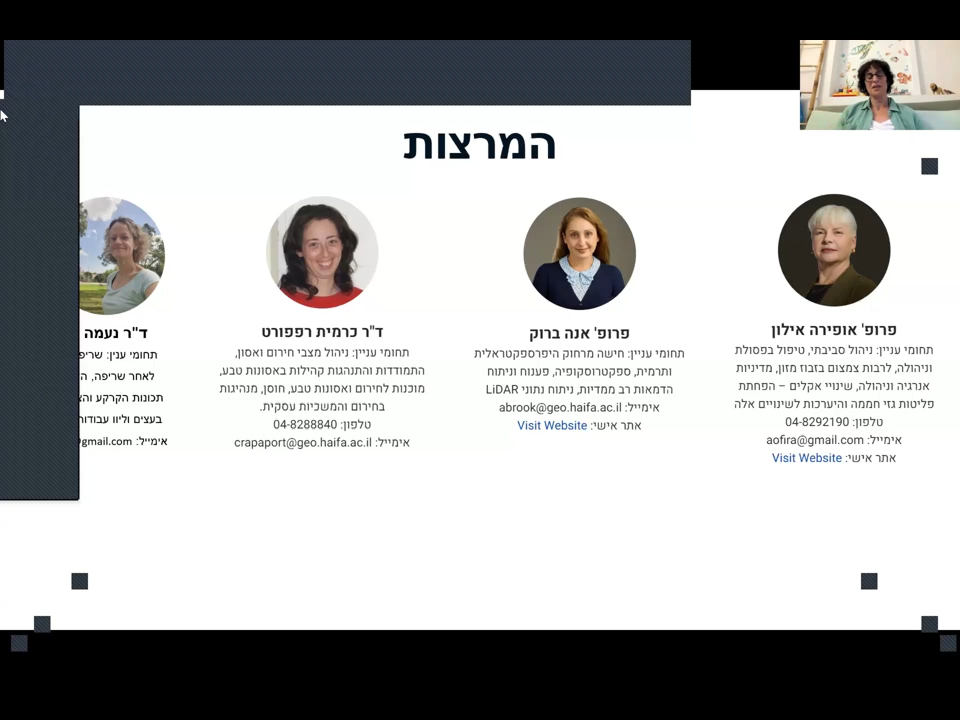 המרצות
פרופ' אופירה אילון
תחומי עניין: ניהול סביבתי, טיפול בפסולת
וניהולה, לרבות צמצום בזבוז מזון, מדיניות
אנרגיה וניהולה, שינויי אקלים – הפחתת
פליטות גזי חממה והיערכות לשינויים אלה
טלפון: 04-8292190
אימייל: aofira@gmail.com
אתר אישי: Visit Website
פרופ' אנה ברוק
תחומי עניין: חישה מרחוק היפרספקטראלית
ותרמית, ספקטרוסקופיה, פענוח וניתוח
הדמאות רב ממדיות, ניתוח נתוני LiDAR
אימייל: abrook@geo.haifa.ac.il
אתר אישי: Visit Website
ד"ר כרמית רפפורט
תחומי עניין: ניהול מצבי חירום ואסון,
התמודדות והתנהגות קהילות באסונות טבע,
מוכנות לחירום ואסונות טבע, חוסן, מנהיגות
בחירום והמשכיות עסקית.
טלפון: 04-8288840
אימייל: crapaport@geo.haifa.ac.il
ד"ר נעמה
תחומי ענין:
לאחר שריפה,
תכונות הקרקע
בעצים וליווי
אימייל: @gmail.com